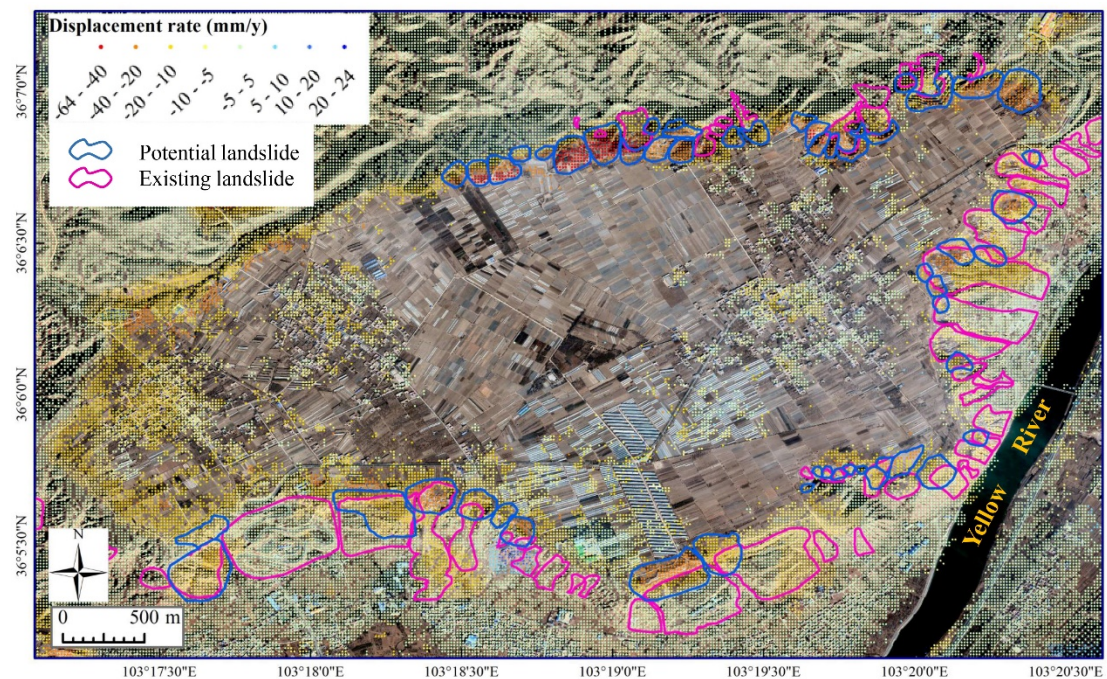 Displacement rate (mm/y)
-64 - -40
-40 - -20
-20 - -10
-10 - -5
-5 - 5
5 - 10
10 - 20
20 - 24
Potential landslide
Existing landslide
36°7'0"N
36°6'30"N
36°6'0"N
36°5'30"N
Yellow River
N
0 500 m
103°17'30"E
103°18'0"E
103°18'30"E
103°19'0"E
103°19'30"E
103°20'0"E
103°20'30"E